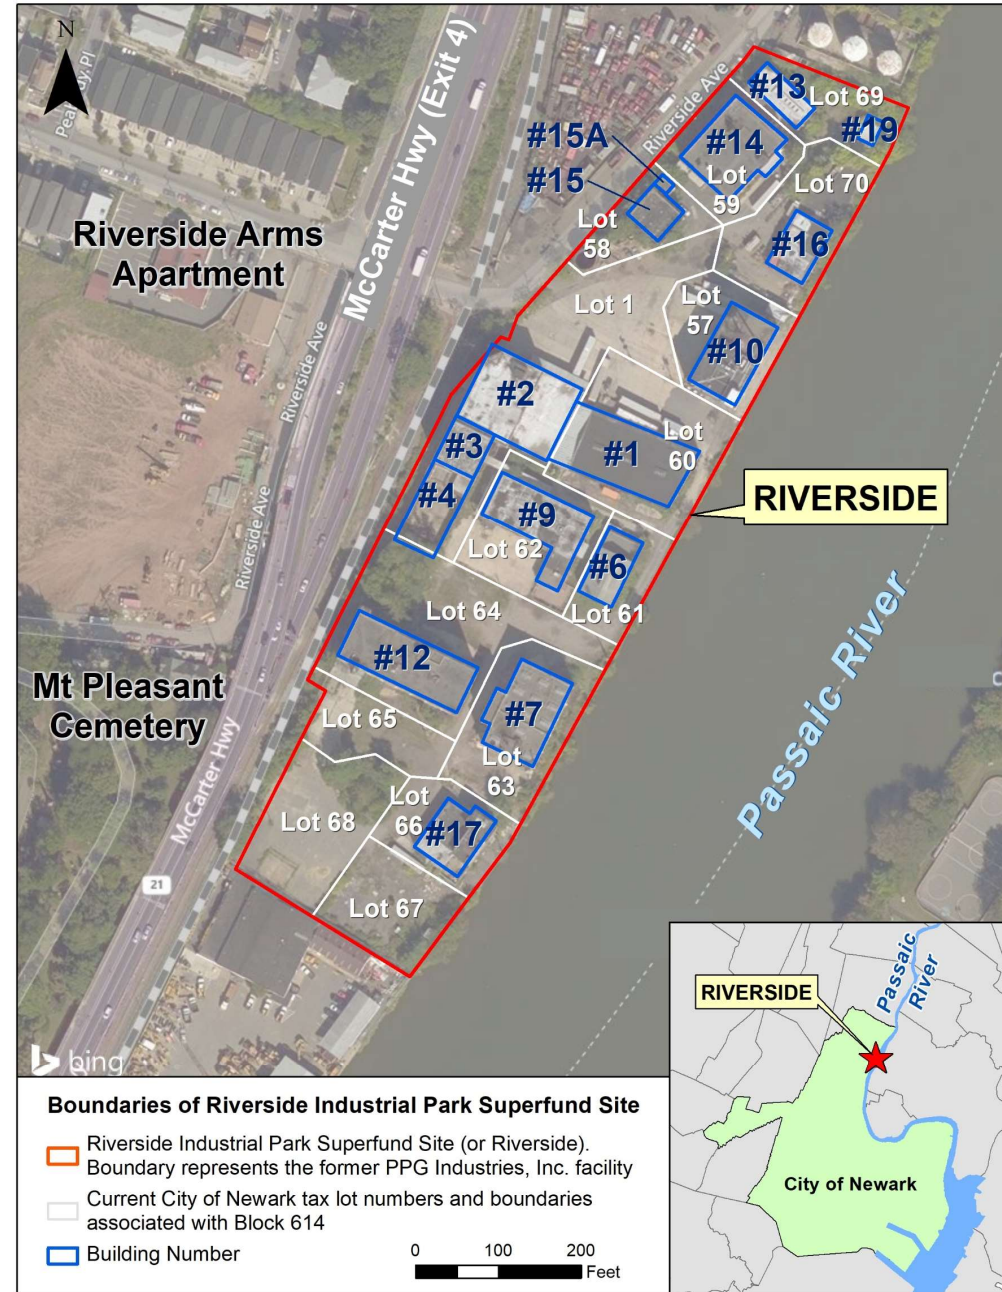 N
Peabody Pl
McCarter Hwy (Exit 4)
Riverside Ave
#13
Lot 69
#19
#15A
#14
#15
Lot
59
Lot 70
Lot
58
#16
Riverside Arms
Apartment
Lot 1
Lot
57
#10
Riverside Ave
#2
#3
#1
Lot
60
#4
RIVERSIDE
#9
Lot 62
#6
Riverside Ave
Lot 64
Lot 61
Passaic River
#12
Mt Pleasant
Cemetery
#7
Lot 65
Lot
63
McCarter Hwy
Lot
66
#17
Lot 68
21
Lot 67
bing
Passaic
River
RIVERSIDE
City of Newark
Boundaries of Riverside Industrial Park Superfund Site
Riverside Industrial Park Superfund Site (or Riverside).
Boundary represents the former PPG Industries, Inc. facility
Current City of Newark tax lot numbers and boundaries
associated with Block 614
Building Number
0 100 200
Feet